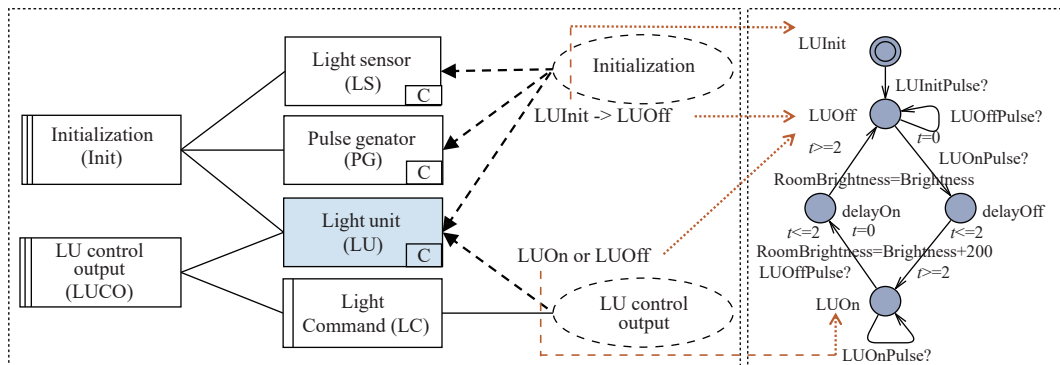 Light sensor
(LS)
C
Initialization
(Init)
Pulse genator
(PG)
C
Light unit
(LU)
C
LU control
output
(LUCO)
Light
Command (LC)
Initialization
LUInit -> LUOff
LUOn or LUOff
LU control
output
LUInit
LUInitPulse?
LUOff
LUOffPulse?
t=0
t>=2
LUOnPulse?
RoomBrightness=Brightness
delayOn
delayOff
t<=2
t=0
t<=2
RoomBrightness=Brightness+200
LUOffPulse?
t>=2
LUOn
LUOnPulse?